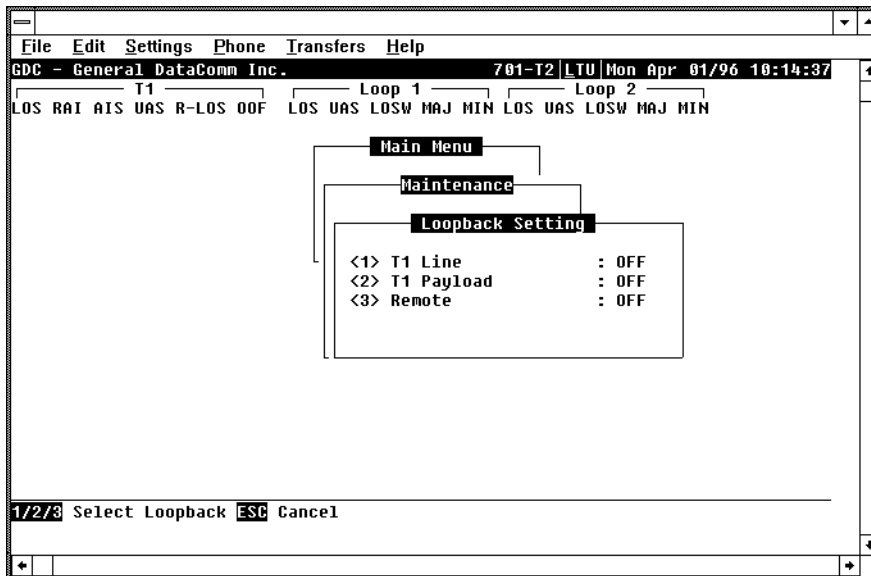 File Edit Settings Phone Transfers Help
GDC - General DataComm Inc. 701-T2|LTU|Mon Apr 01/96 10:14:37
T1 Loop 1 Loop 2
LOS RAI AIS UAS R-LOS OOF LOS UAS LOSW MAJ MIN LOS UAS LOSW MAJ MIN
Main Menu
Maintenance
Loopback Setting
<1> T1 Line : OFF
<2> T1 Payload : OFF
<3> Remote : OFF
1/2/3 Select Loopback ESC Cancel